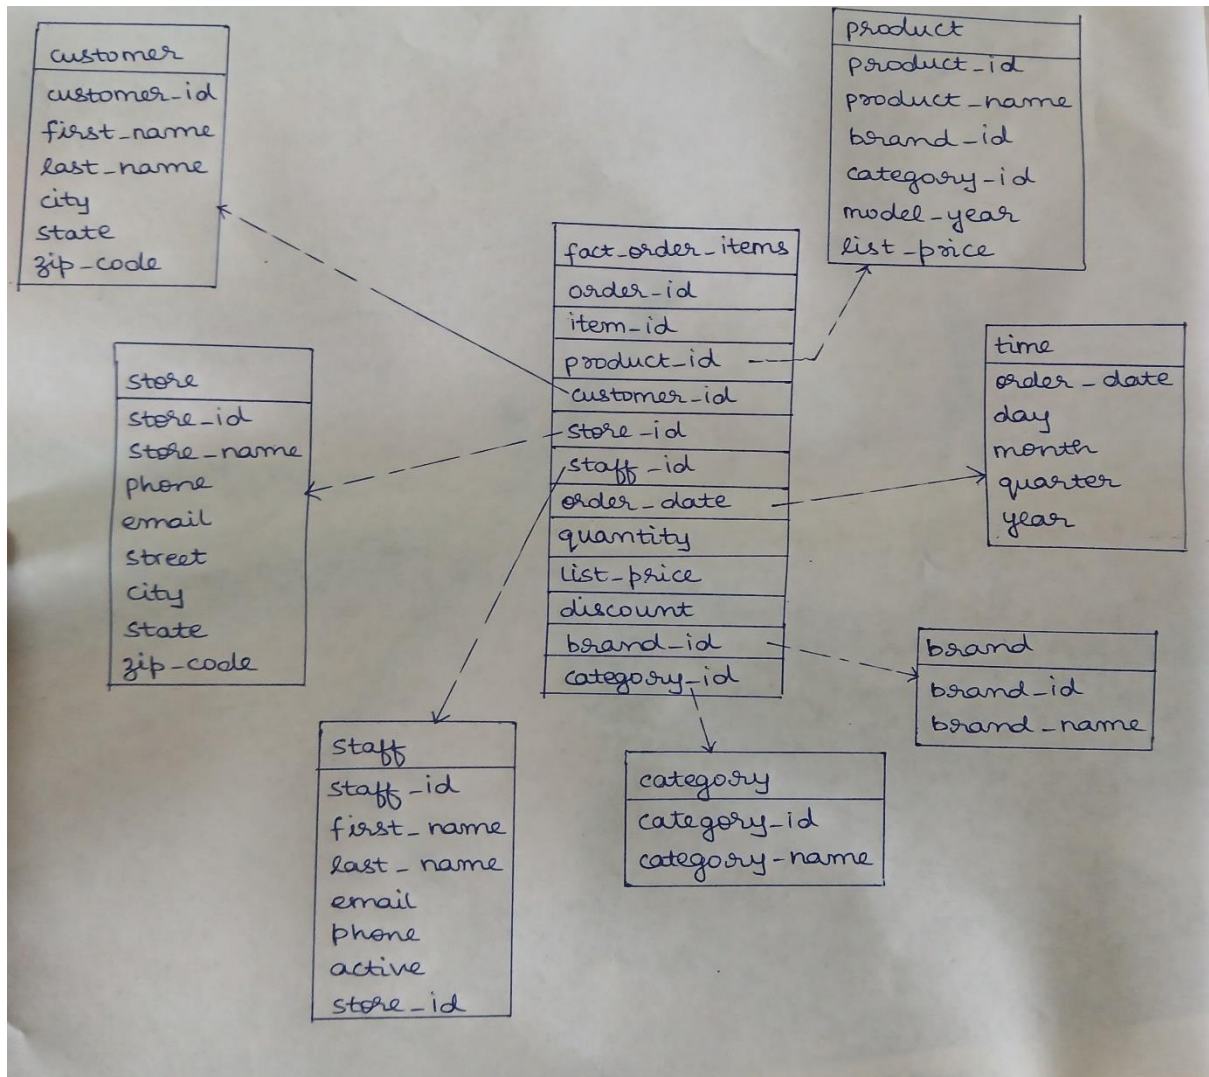 customer
customer_id
first_name
last_name
city
state
zip_code
product
product_id
product_name
brand_id
category_id
model_year
list_price
fact_order_items
order_id
item_id
product_id
customer_id
store_id
staff_id
order_date
quantity
list_price
discount
brand_id
category_id
store
store_id
store_name
phone
email
street
city
state
zip_code
time
order_date
day
month
quarter
year
brand
brand_id
brand_name
staff
staff_id
first_name
last_name
email
phone
active
store_id
category
category_id
category_name